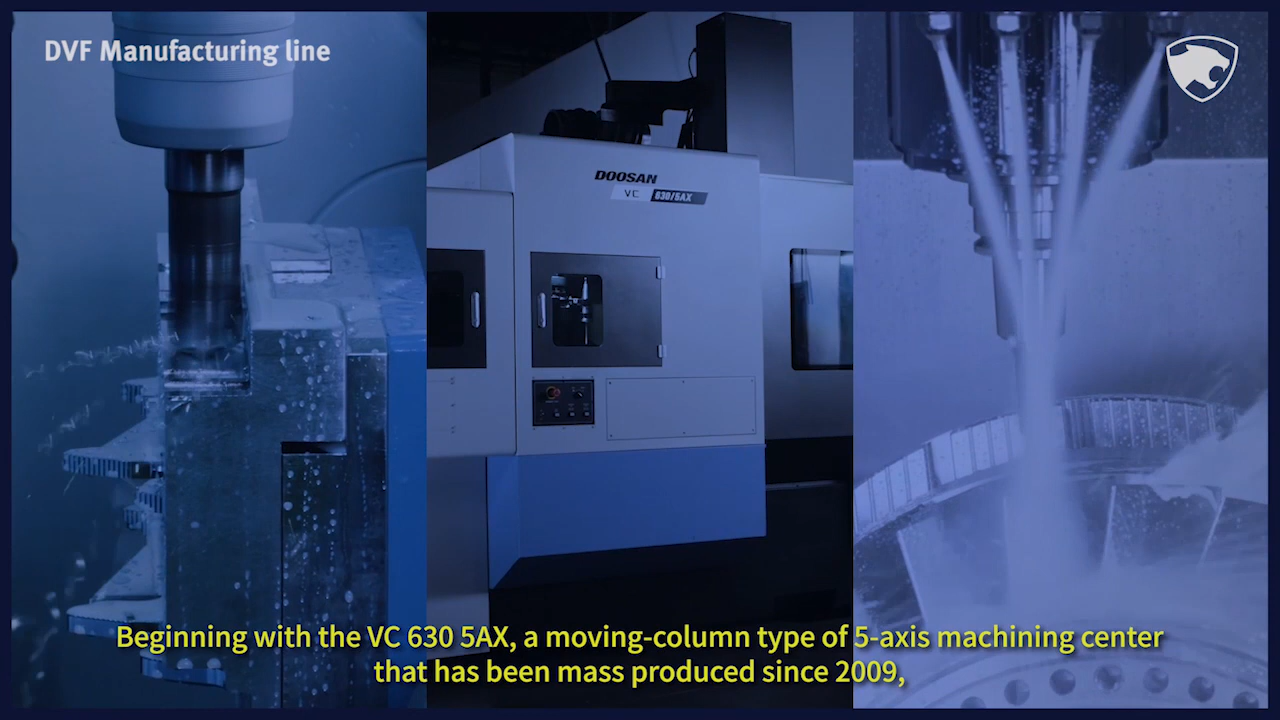 DVF Manufacturing line
DOOSAN
VC 630/5AX
Beginning with the VC 630 5AX, a moving-column type of 5-axis machining center
that has been mass produced since 2009,